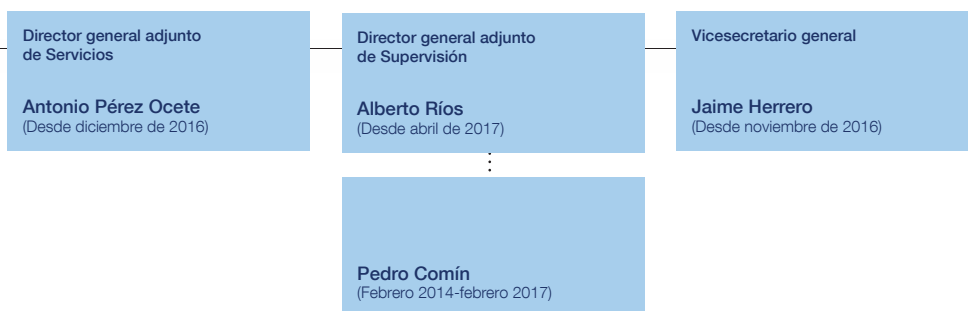 Director general adjunto
de Servicios
Antonio Pérez Ocete
(Desde diciembre de 2016)
Director general adjunto
de Supervisión
Alberto Ríos
(Desde abril de 2017)
Vicesecretario general
Jaime Herrero
(Desde noviembre de 2016)
Pedro Comín
(Febrero 2014-febrero 2017)